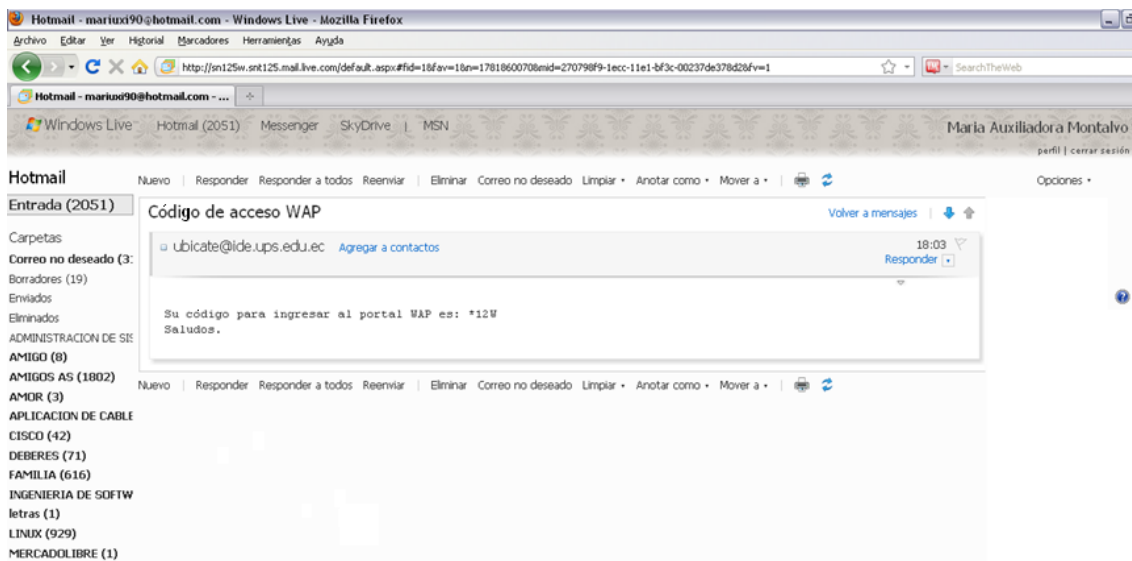 Hotmail - mariuxi90@hotmail.com - Windows Live - Mozilla Firefox
Archivo Editar Ver Historial Marcadores Herramientas Ayuda
http://sn125w.snt125.mail.live.com/default.aspx#fid=1&fav=1&n=1781860070&mid=270798f9-1ecc-11e1-bf3c-00237de378d2&fv=1 SearchTheWeb
Hotmail - mariuxi90@hotmail.com - ...
Windows Live Hotmail (2051) Messenger SkyDrive | MSN Maria Auxiliadora Montalvo
perfil | cerrar sesión
Hotmail Nuevo | Responder Responder a todos Reenviar | Eliminar Correo no deseado Limpiar Anotar como Mover a | Opciones
Entrada (2051) Código de acceso WAP Volver a mensajes |
Carpetas ubicate@ide.ups.edu.ec Agregar a contactos 18:03
Correo no deseado (3: Responder
Borradores (19)
Enviados
Su código para ingresar al portal WAP es: *12W
Eliminados
Saludos.
ADMINISTRACION DE SIS
AMIGO (8)
AMIGOS AS (1802) Nuevo | Responder Responder a todos Reenviar | Eliminar Correo no deseado Limpiar Anotar como Mover a |
AMOR (3)
APLICACION DE CABLE
CISCO (42)
DEBERES (71)
FAMILIA (616)
INGENIERIA DE SOFTW
letras (1)
LINUX (929)
MERCADOLIBRE (1)